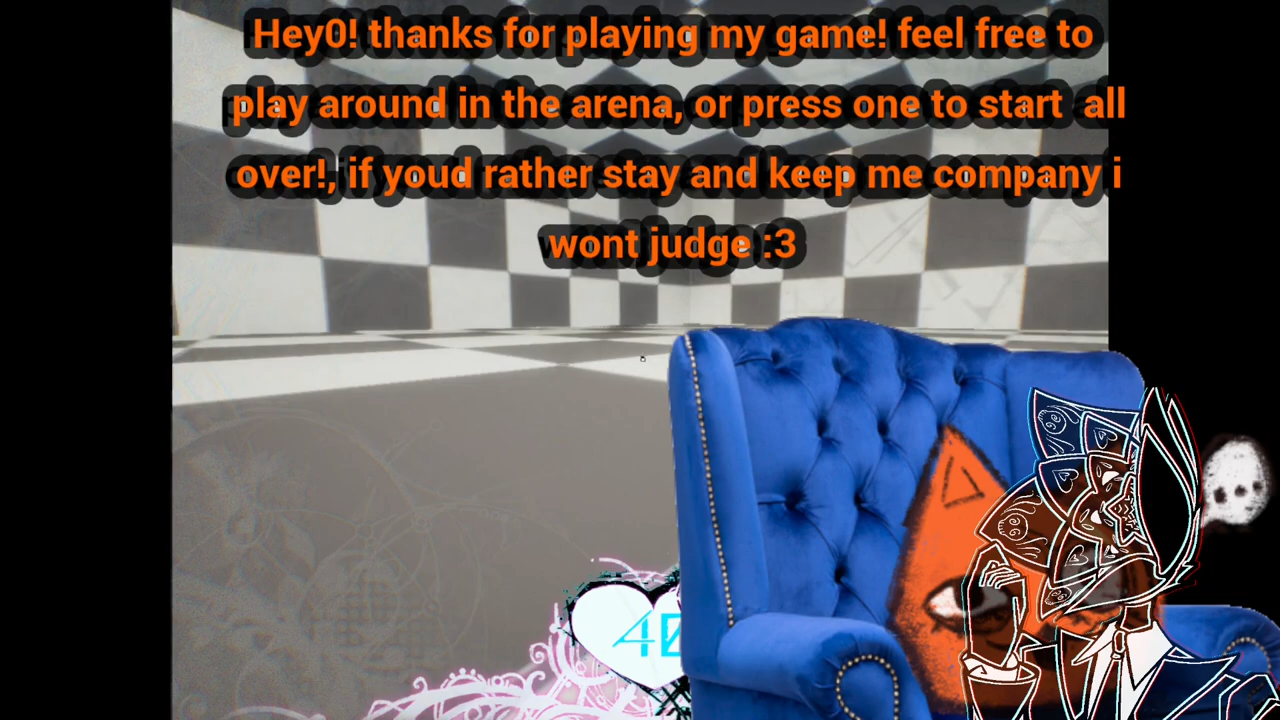 Hey0! thanks for playing my game! feel free to
play around in the arena, or press one to start  all
over!, if youd rather stay and keep me company i
wont judge :3
40